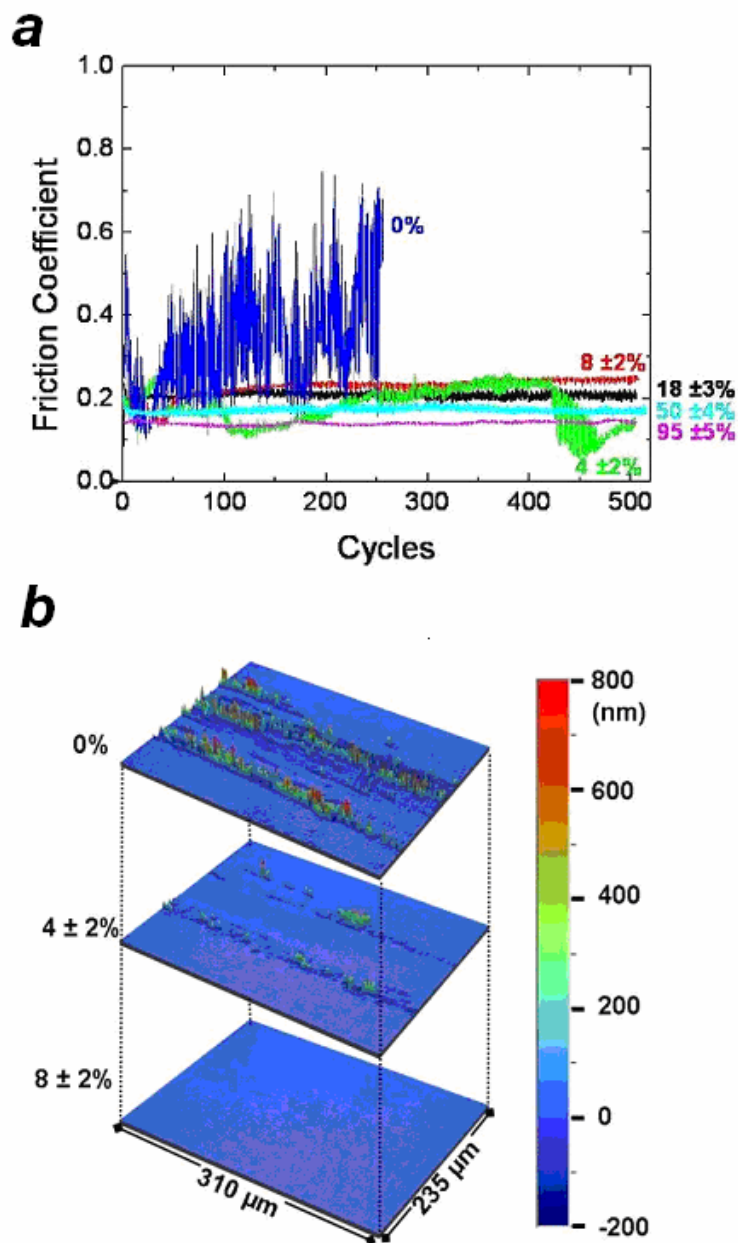 a
1.0
0.8
0.6
0.4
0.2
0.0
Friction Coefficient
0%
8 ±2%
18 ±3%
50 ±4%
95 ±5%
4 ±2%
0 100 200 300 400 500
Cycles
b
0%
4 ± 2%
8 ± 2%
310 µm
235 µm
800
(nm)
600
400
200
0
-200